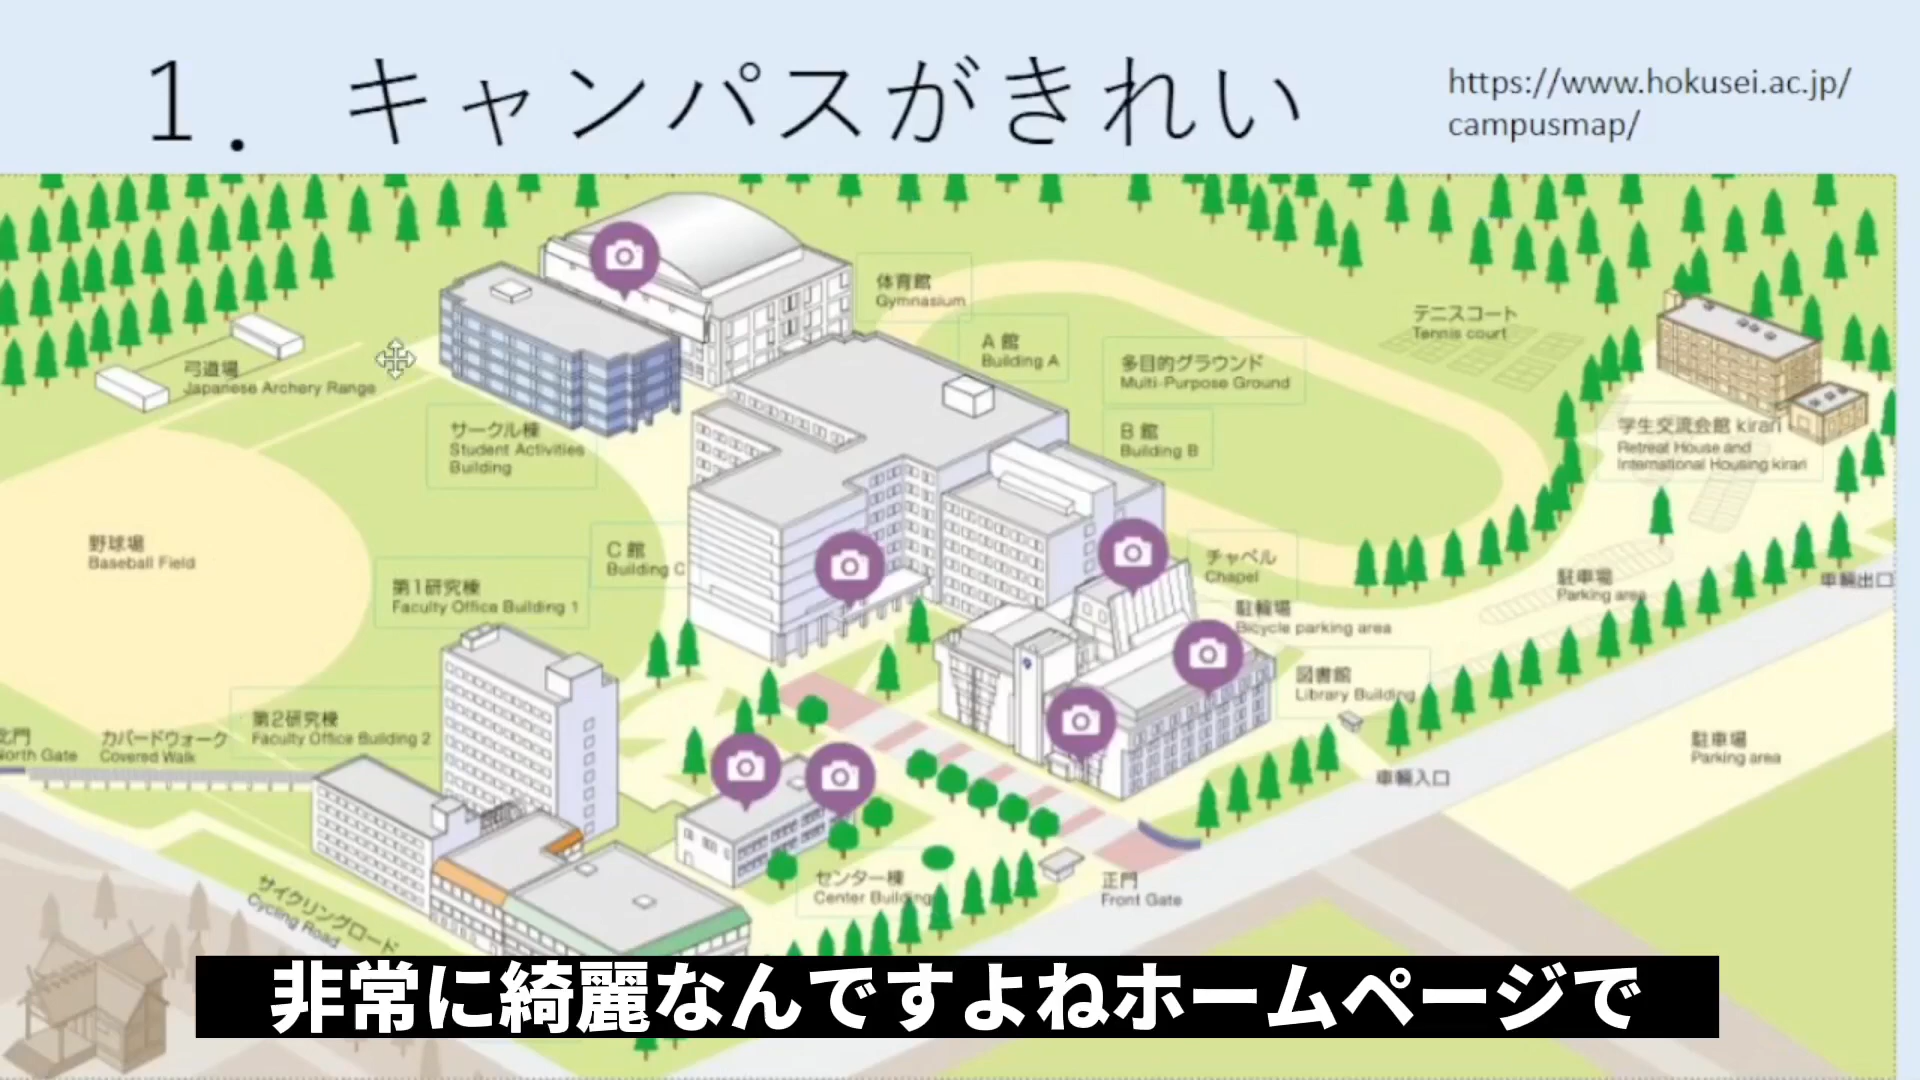 1．キャンパスがきれい
https://www.hokusei.ac.jp/
campusmap/
体育館
Gymnasium
A 館
Building A
多目的グラウンド
Multi-Purpose Ground
テニスコート
Tennis court
弓道場
Japanese Archery Range
サークル棟
Student Activities
Building
B 館
Building B
学生交流会館 kirari
Retreat House and
International Housing kirari
野球場
Baseball Field
C 館
Building C
チャペル
Chapel
第1研究棟
Faculty Office Building 1
駐輪場
Bicycle parking area
駐車場
Parking area
車輌出口
図書館
Library Building
第2研究棟
Faculty Office Building 2
北門
North Gate
カバードウォーク
Covered Walk
駐車場
Parking area
車輌入口
センター棟
Center Building
正門
Front Gate
サイクリングロード
Cycling Road
非常に綺麗なんですよねホームページで